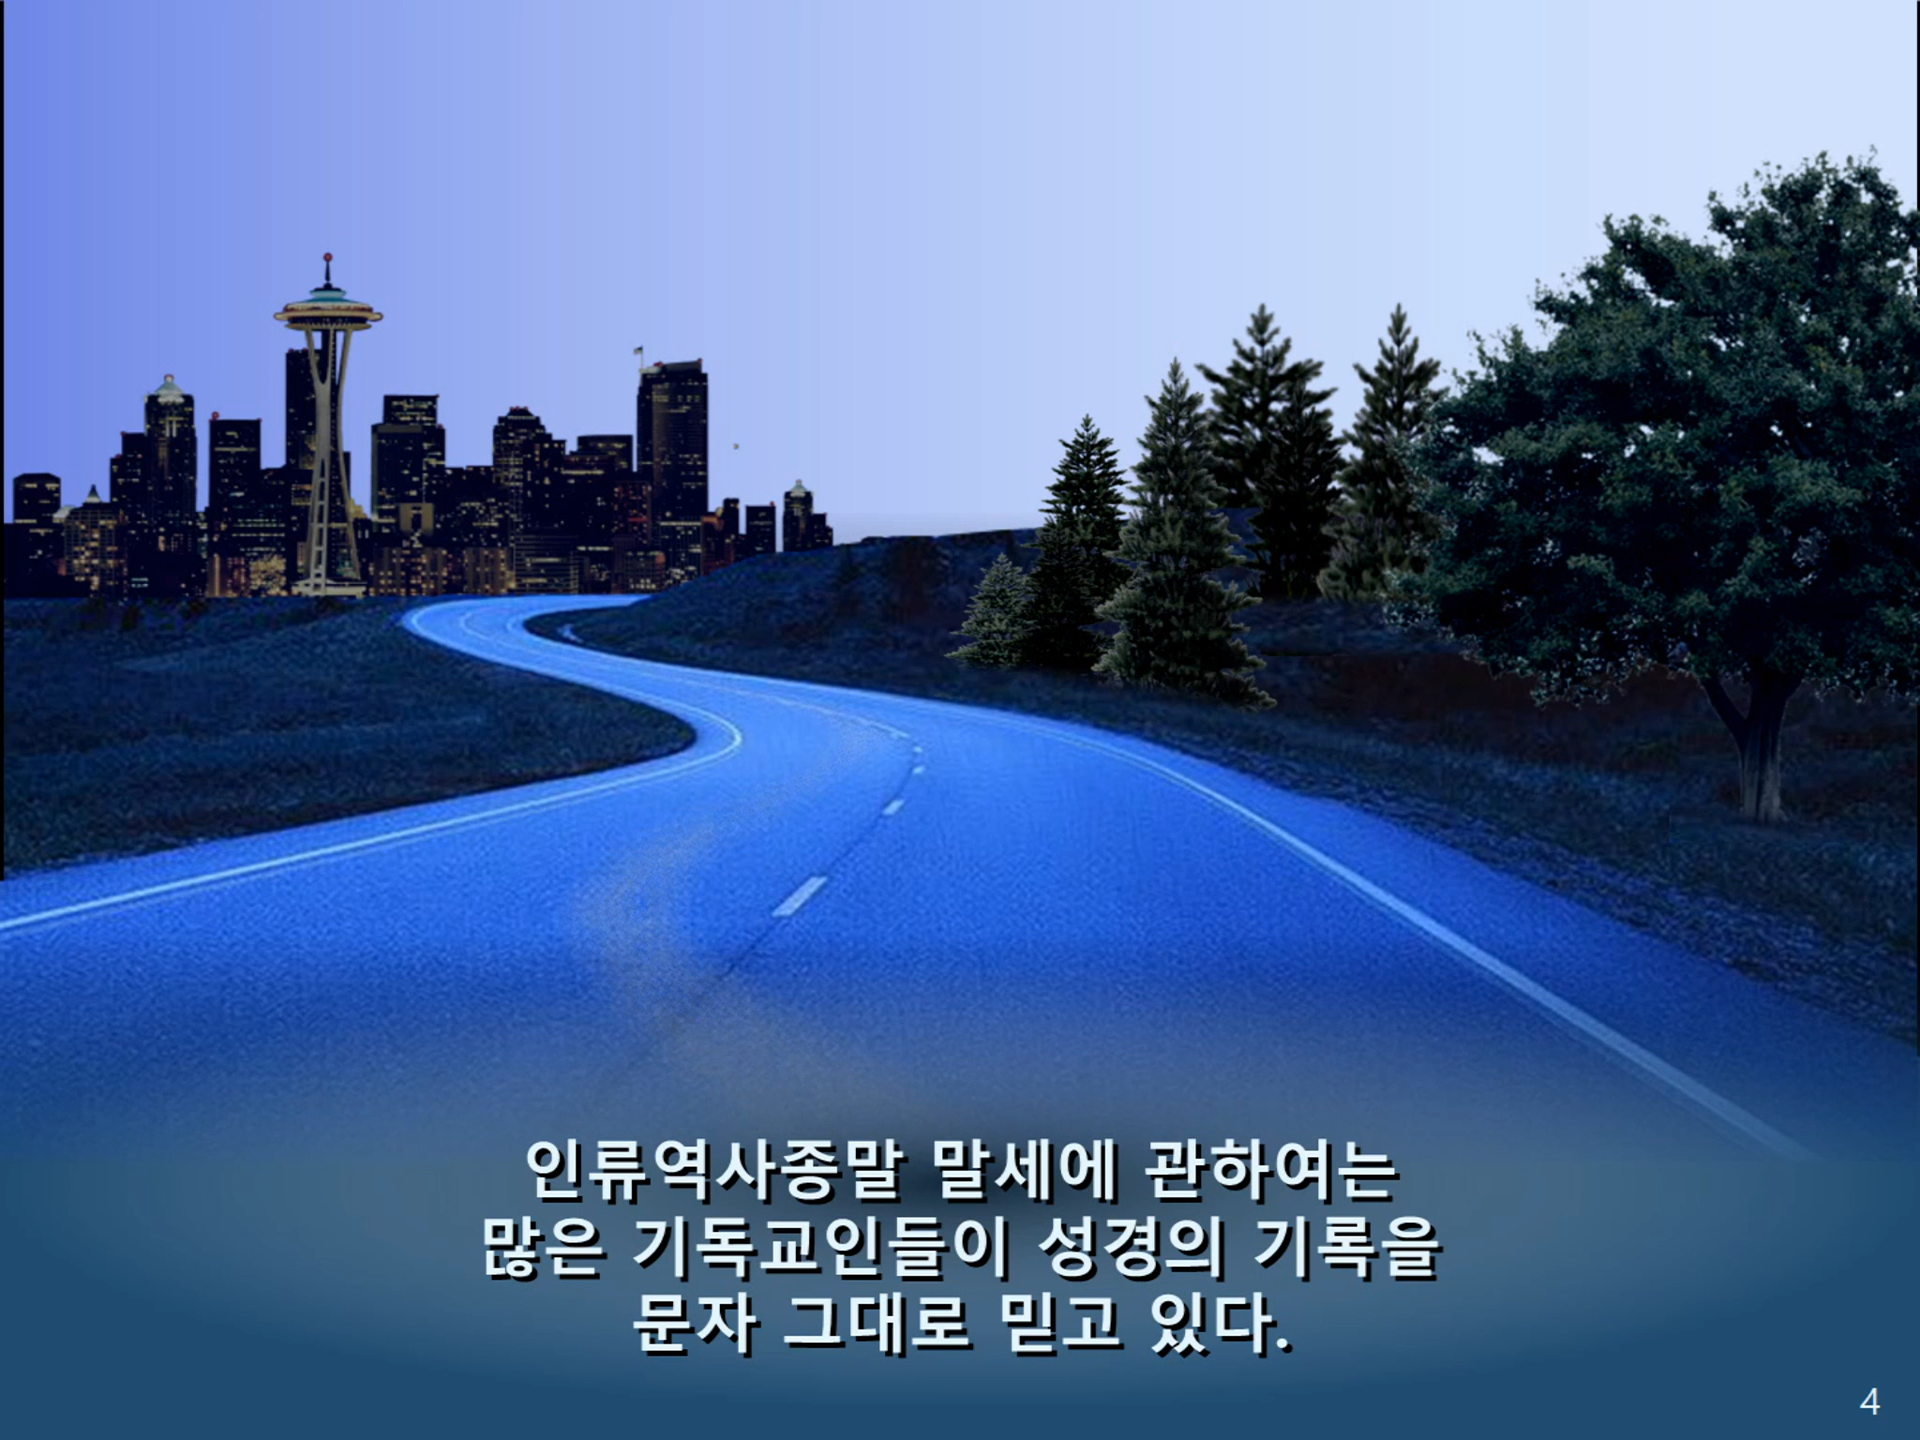 인류역사종말 말세에 관하여는
많은 기독교인들이 성경의 기록을
문자 그대로 믿고 있다.
4